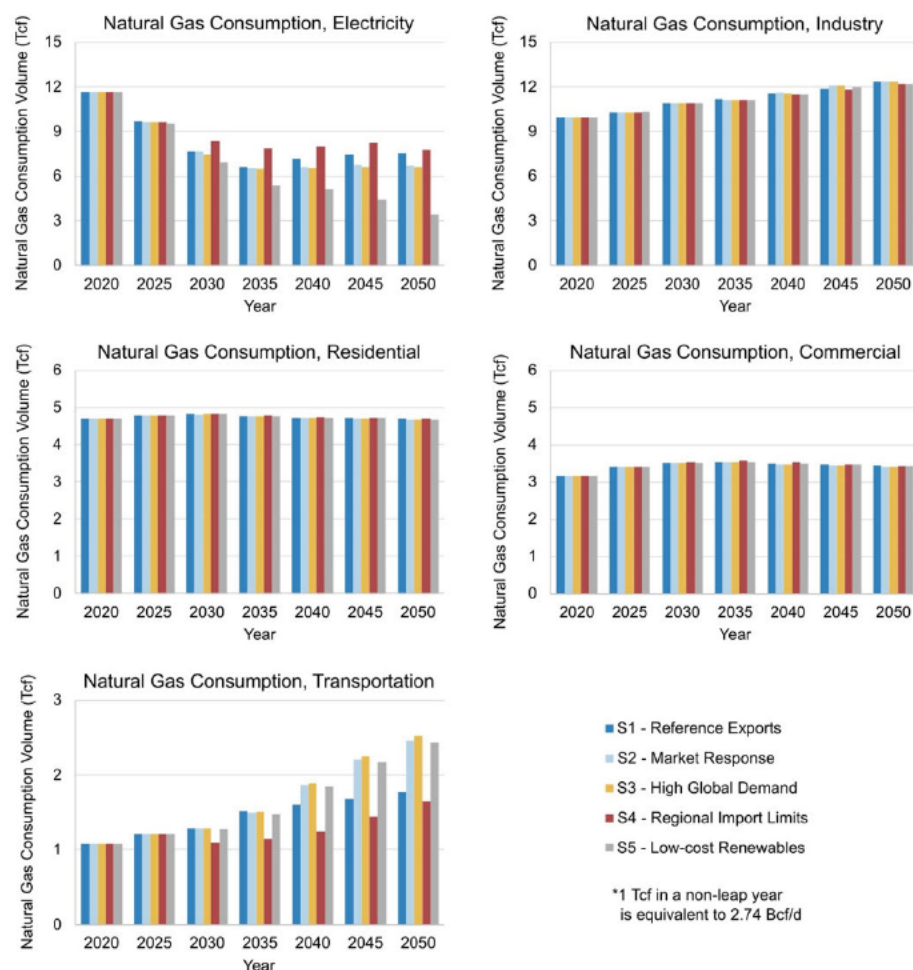 Natural Gas Consumption, Electricity
Natural Gas Consumption Volume (Tcf)
15
12
9
6
3
0
2020 2025 2030 2035 2040 2045 2050
Year
Natural Gas Consumption, Industry
Natural Gas Consumption Volume (Tcf)
15
12
9
6
3
0
2020 2025 2030 2035 2040 2045 2050
Year
Natural Gas Consumption, Residential
Natural Gas Consumption Volume (Tcf)
6
5
4
3
2
1
0
2020 2025 2030 2035 2040 2045 2050
Year
Natural Gas Consumption, Commercial
Natural Gas Consumption Volume (Tcf)
6
5
4
3
2
1
0
2020 2025 2030 2035 2040 2045 2050
Year
Natural Gas Consumption, Transportation
Natural Gas Consumption Volume (Tcf)
3
2
1
0
2020 2025 2030 2035 2040 2045 2050
Year
S1 - Reference Exports
S2 - Market Response
S3 - High Global Demand
S4 - Regional Import Limits
S5 - Low-cost Renewables
*1 Tcf in a non-leap year
is equivalent to 2.74 Bcf/d